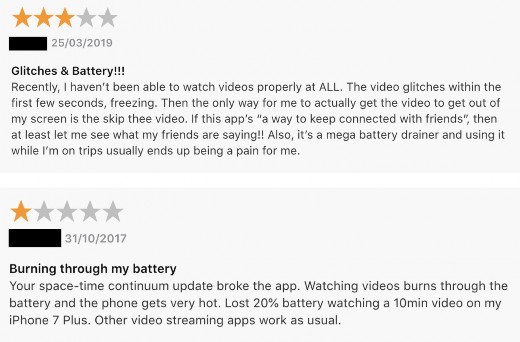 25/03/2019
Glitches & Battery!!!
Recently, I haven't been able to watch videos properly at ALL. The video glitches within the
first few seconds, freezing. Then the only way for me to actually get the video to get out of
my screen is the skip thee video. If this app's “a way to keep connected with friends”, then
at least let me see what my friends are saying!! Also, it's a mega battery drainer and using it
while I'm on trips usually ends up being a pain for me.
31/10/2017
Burning through my battery
Your space-time continuum update broke the app. Watching videos burns through the
battery and the phone gets very hot. Lost 20% battery watching a 10min video on my
iPhone 7 Plus. Other video streaming apps work as usual.